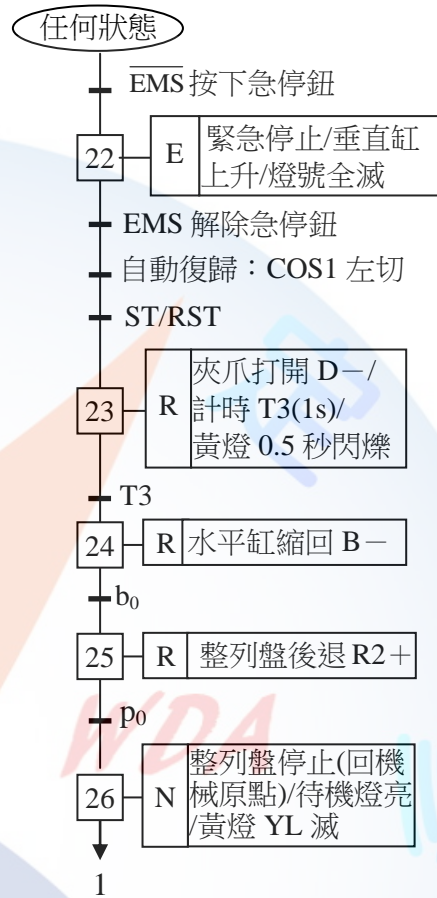 任何狀態
EMS 按下急停鈕
22 E 緊急停止/垂直缸
上升/燈號全滅
EMS 解除急停鈕
自動復歸：COS1 左切
ST/RST
23 R 夾爪打開 D－/
計時 T3(1s)/
黃燈 0.5 秒閃爍
T3
24 R 水平缸縮回 B－
b₀
25 R 整列盤後退 R2＋
p₀
WDA
26 N 整列盤停止(回機
械原點)/待機燈亮
/黃燈 YL 滅
1